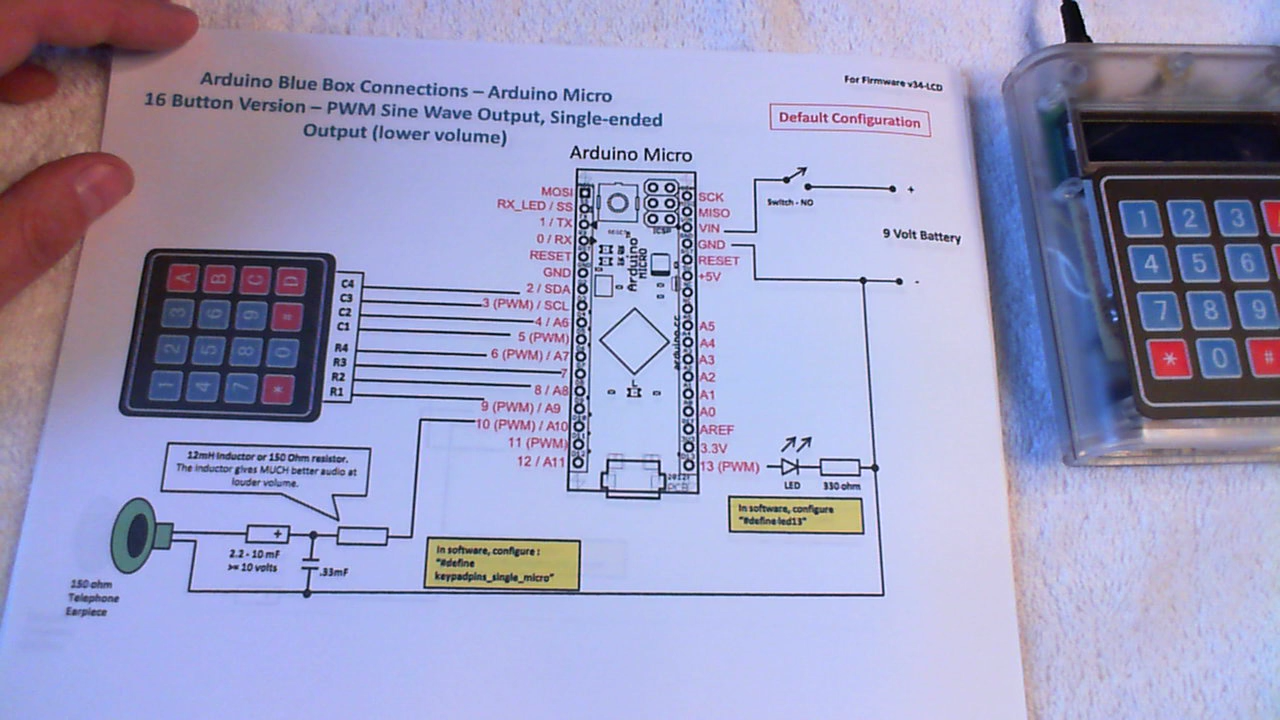 Arduino Blue Box Connections – Arduino Micro
16 Button Version – PWM Sine Wave Output, Single-ended
Output (lower volume)
For Firmware v34-LCD
Default Configuration
Arduino Micro
MOSI
RX_LED / SS
1 / TX
0 / RX
RESET
GND
2 / SDA
3 (PWM) / SCL
4 / A6
5 (PWM)
6 (PWM) / A7
7
8 / A8
9 (PWM) / A9
10 (PWM) / A10
11 (PWM)
12 / A11
ICSP
Arduino
MICRO
L
SCK
MISO
VIN
GND
RESET
+5V
A5
A4
A3
A2
A1
A0
AREF
3.3V
13 (PWM)
Switch - NO
+
9 Volt Battery
-
LED
330 ohm
In software, configure
"#define led13"
A B C D
3 6 9 #
2 5 8 0
1 4 7 *
C4
C3
C2
C1
R4
R3
R2
R1
12mH Inductor or 150 Ohm resistor.
The Inductor gives MUCH better audio at
louder volume.
+
2.2 - 10 mF
>= 10 volts
.33mF
150 ohm
Telephone
Earpiece
In software, configure :
"#define
keypadpins_single_micro"
1 2 3
4 5 6
7 8 9
* 0 #